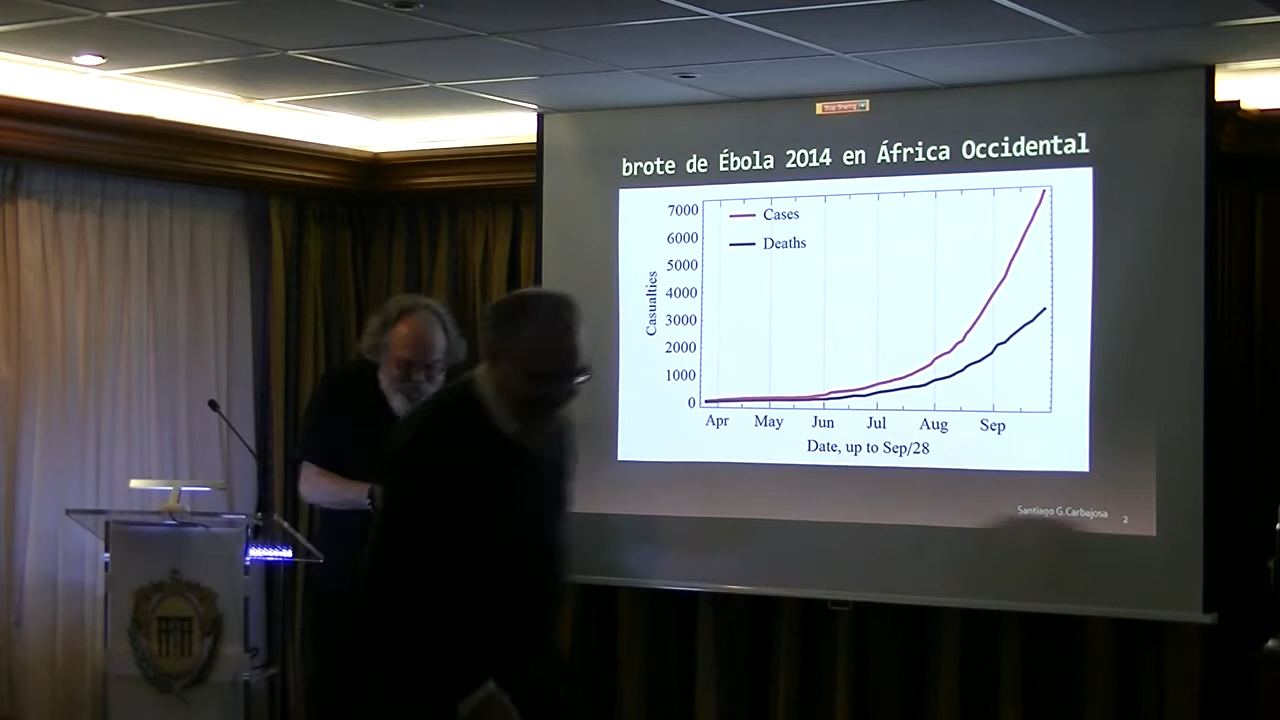 Stop Sharing
brote de Ébola 2014 en África Occidental
Cases
Deaths
Casualties
7000
6000
5000
4000
3000
2000
1000
0
Apr May Jun Jul Aug Sep
Date, up to Sep/28
Santiago G. Carbajosa 2